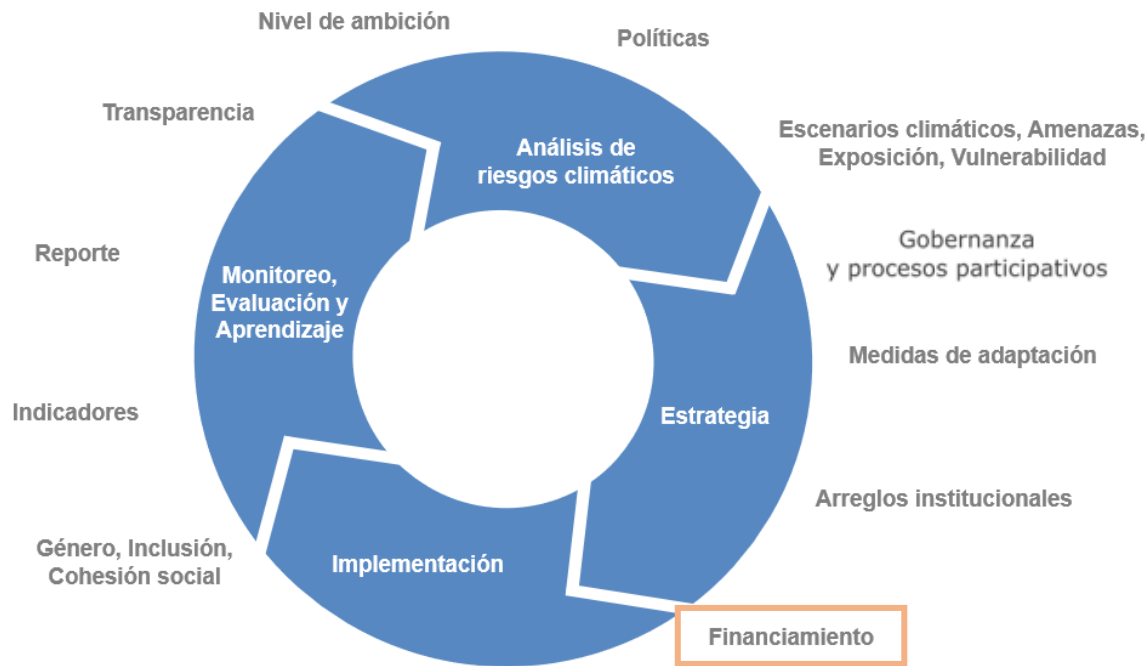 Nivel de ambición
Políticas
Transparencia
Escenarios climáticos, Amenazas,
Exposición, Vulnerabilidad
Análisis de
riesgos climáticos
Gobernanza
y procesos participativos
Reporte
Monitoreo,
Evaluación y
Aprendizaje
Medidas de adaptación
Indicadores
Estrategia
Arreglos institucionales
Género, Inclusión,
Cohesión social
Implementación
Financiamiento